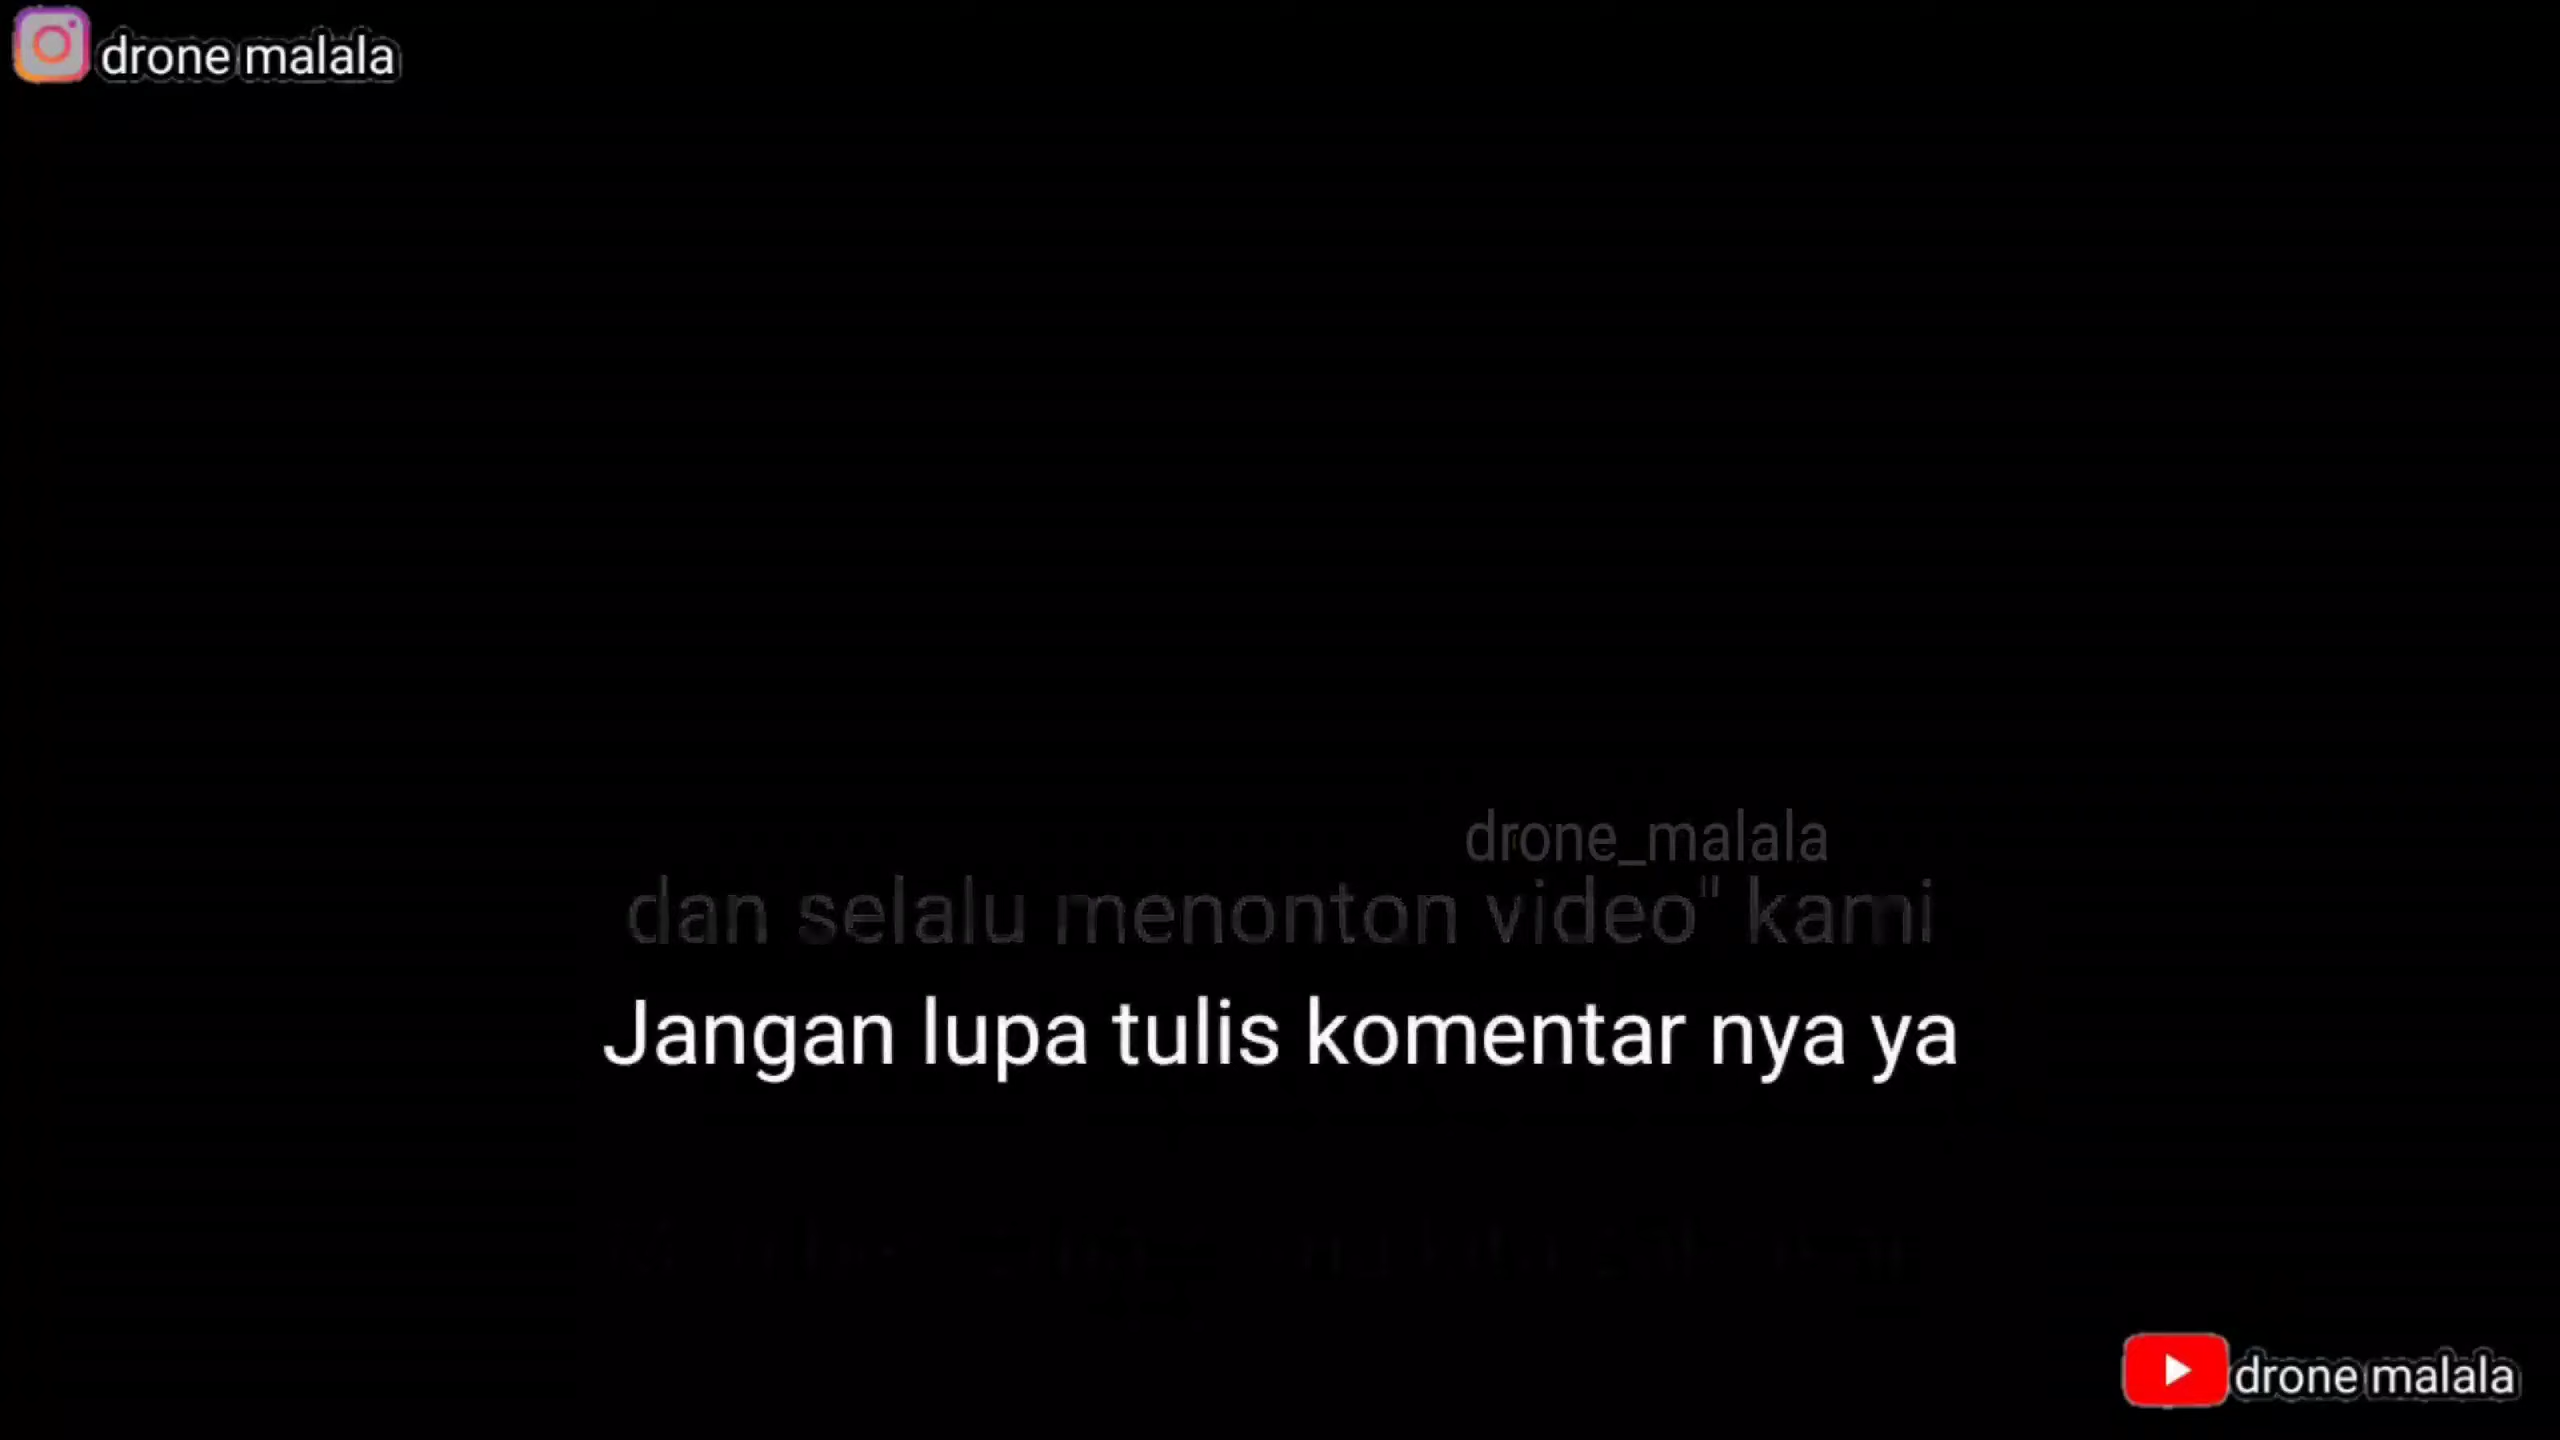 drone malala
drone_malala
dan selalu menonton video" kami
Jangan lupa tulis komentar nya ya
drone malala